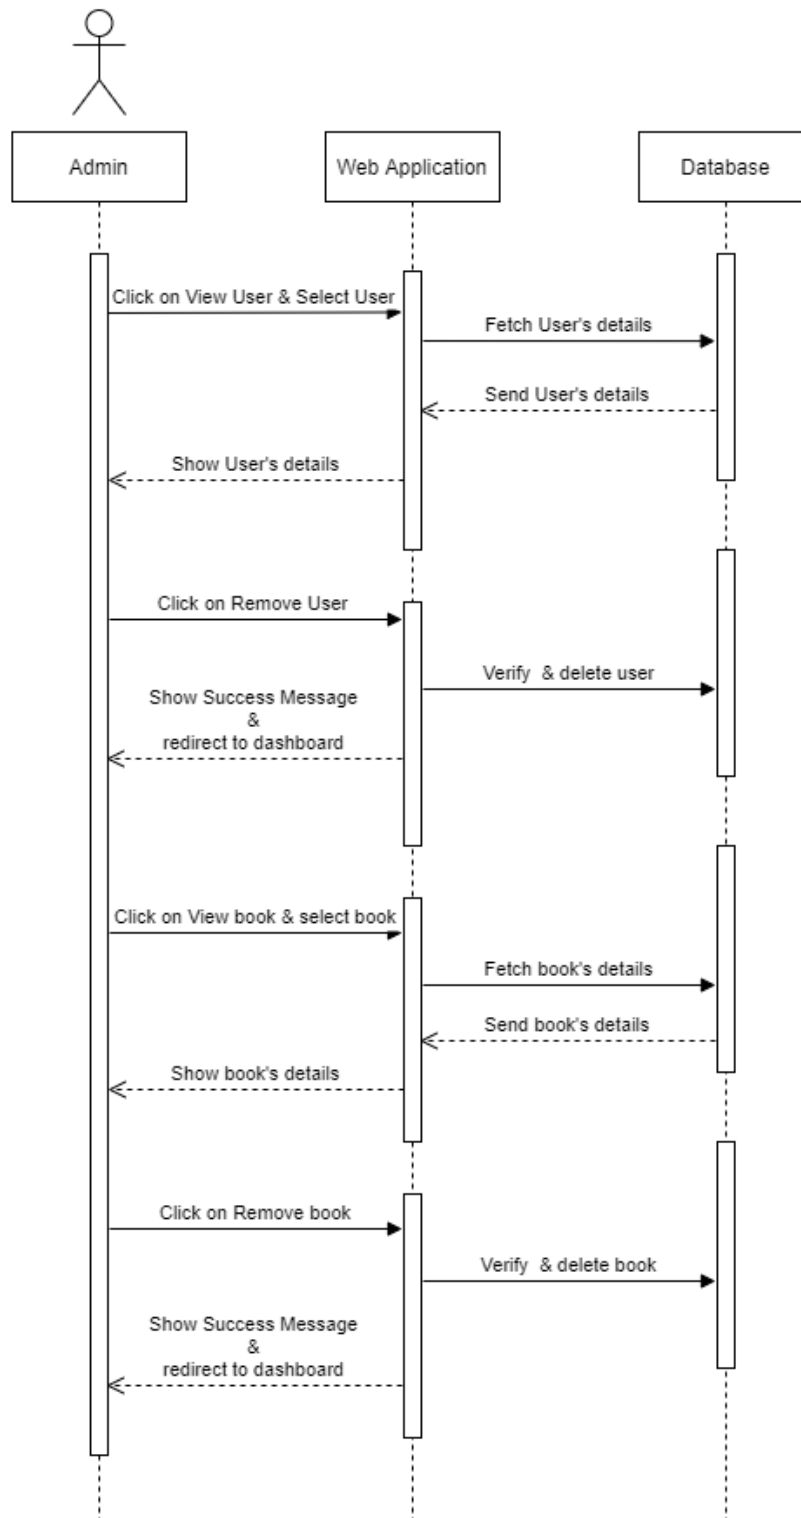 Admin
Web Application
Database
Click on View User & Select User
Fetch User's details
Send User's details
Show User's details
Click on Remove User
Verify  & delete user
Show Success Message
&
redirect to dashboard
Click on View book & select book
Fetch book's details
Send book's details
Show book's details
Click on Remove book
Verify  & delete book
Show Success Message
&
redirect to dashboard